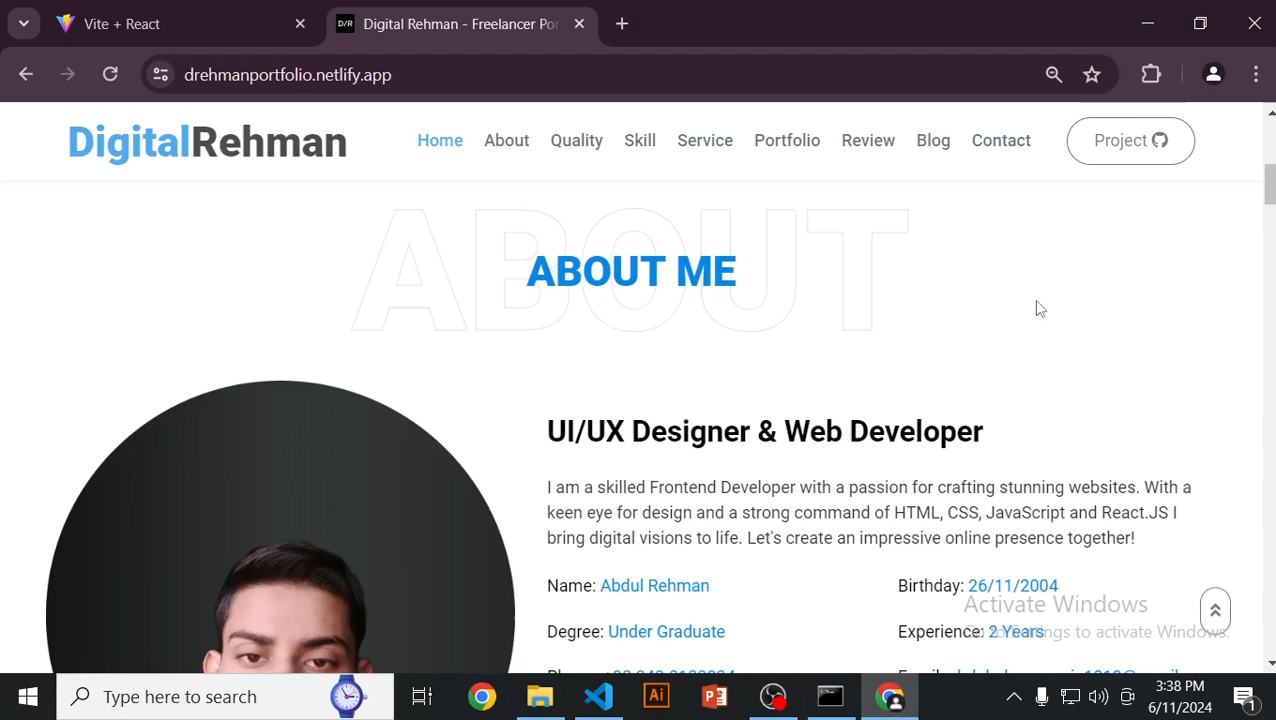 Vite + React
D/R Digital Rehman - Freelancer Por
drehmanportfolio.netlify.app
DigitalRehman
Home About Quality Skill Service Portfolio Review Blog Contact Project
ABOUT
ABOUT ME
UI/UX Designer & Web Developer
I am a skilled Frontend Developer with a passion for crafting stunning websites. With a
keen eye for design and a strong command of HTML, CSS, JavaScript and React.JS I
bring digital visions to life. Let's create an impressive online presence together!
Name: Abdul Rehman Birthday: 26/11/2004
Activate Windows
Degree: Under Graduate Experience: 2 Years
Go to Settings to activate Windows.
Type here to search
Ai
3:38 PM
6/11/2024
1